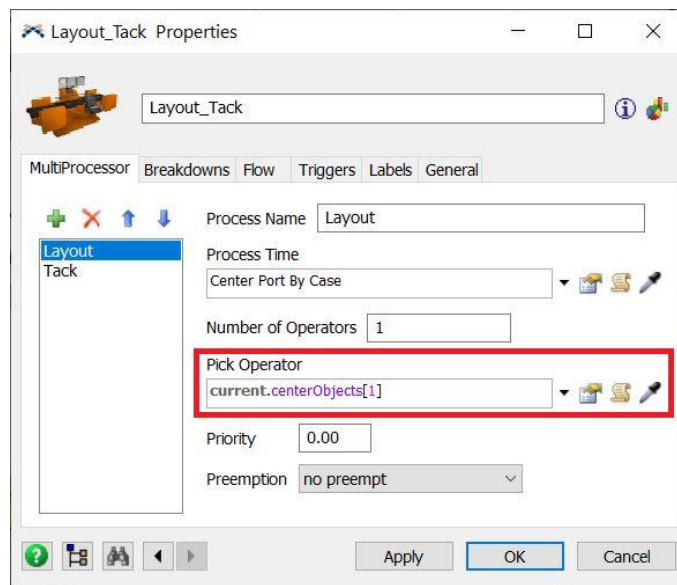 Layout_Tack Properties
Layout_Tack
MultiProcessor Breakdowns Flow Triggers Labels General
Process Name Layout
Layout
Tack
Process Time
Center Port By Case
Number of Operators 1
Pick Operator
current.centerObjects[1]
Priority 0.00
Preemption no preempt
Apply OK Cancel